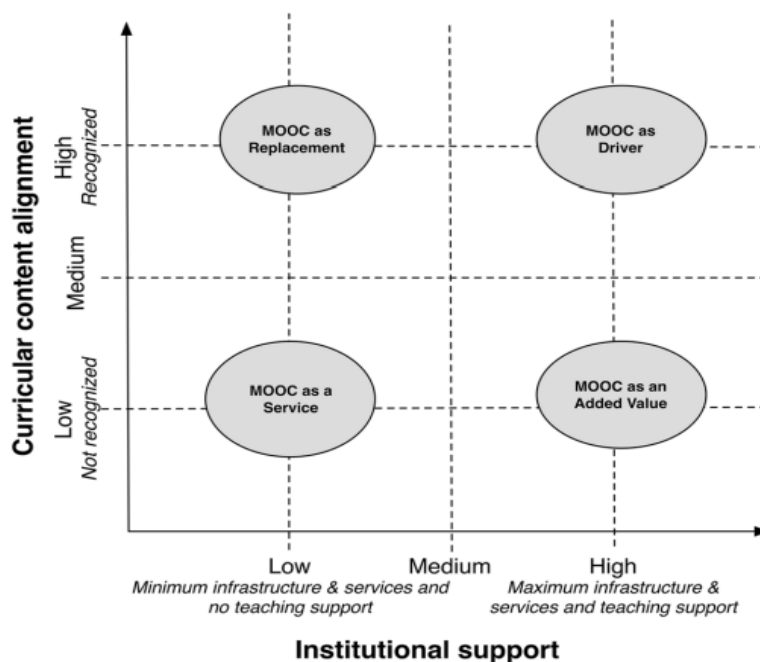 Curricular content alignment
High
Recognized
Medium
Low
Not recognized
MOOC as
Replacement
MOOC as
Driver
MOOC as a
Service
MOOC as an
Added Value
Low
Medium
High
Minimum infrastructure & services and
no teaching support
Maximum infrastructure &
services and teaching support
Institutional support